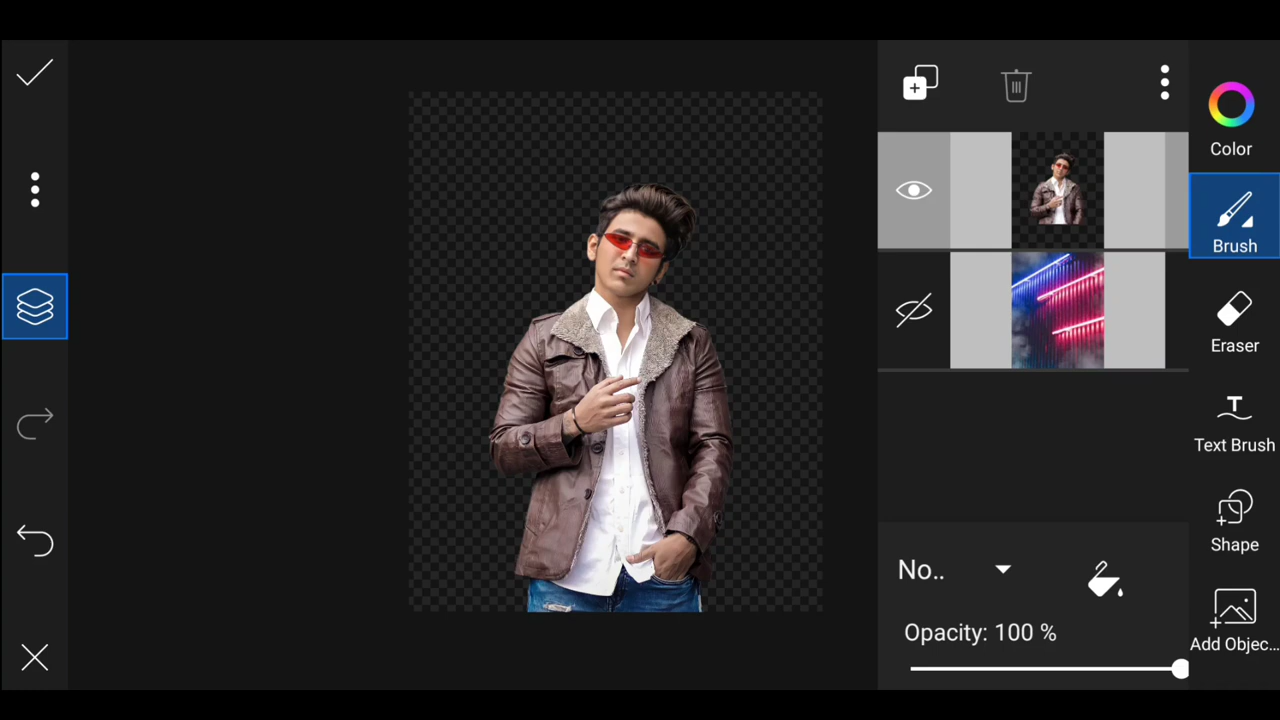 Color
Brush
Eraser
Text Brush
Shape
Add Objec...
No..
Opacity: 100 %